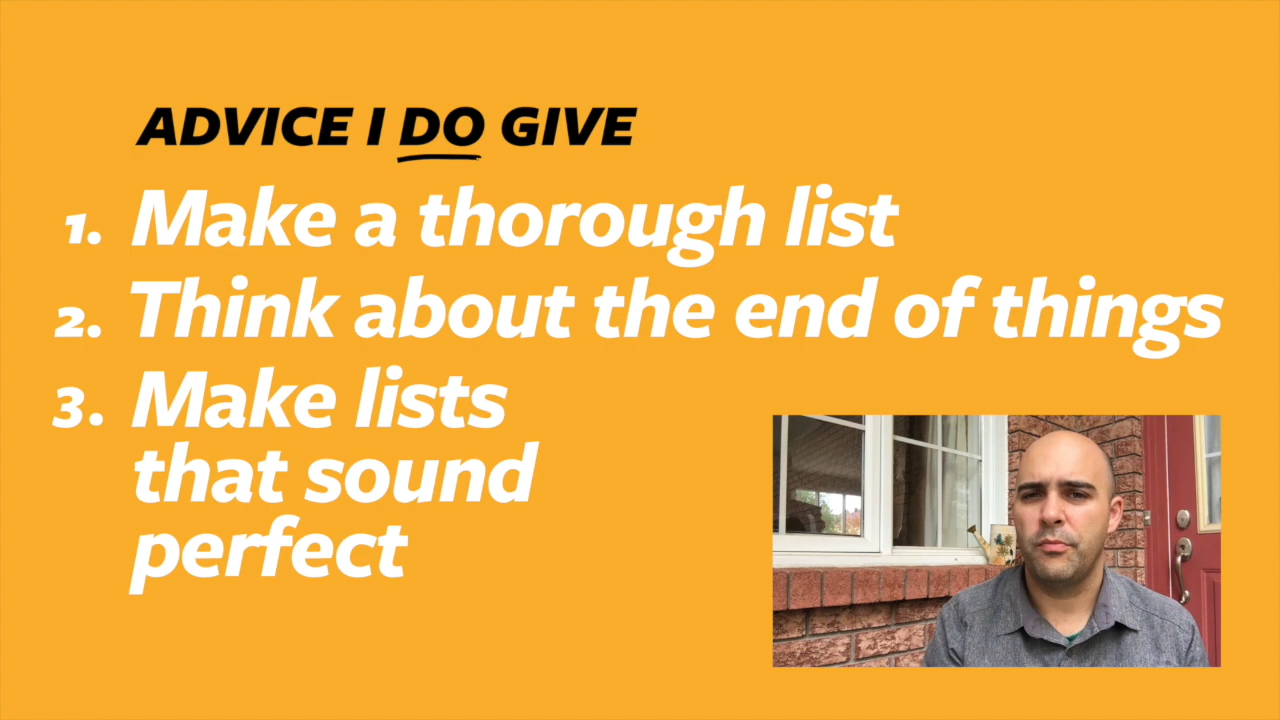 ADVICE I DO GIVE
1. Make a thorough list
2. Think about the end of things
3. Make lists
that sound
perfect